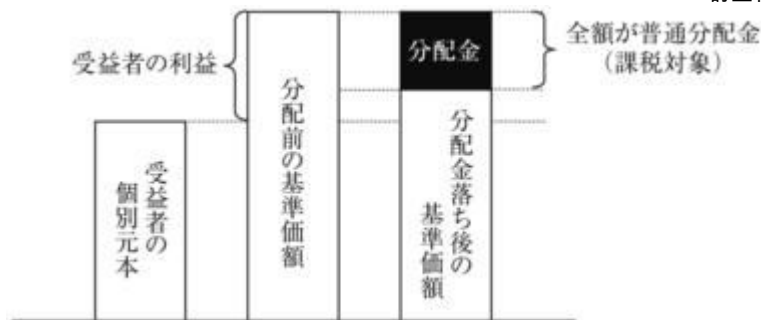 受益者の利益
分配金
全額が普通分配金
（課税対象）
受益者の
個別元本
分配前の基準価額
分配金落ち後の
基準価額